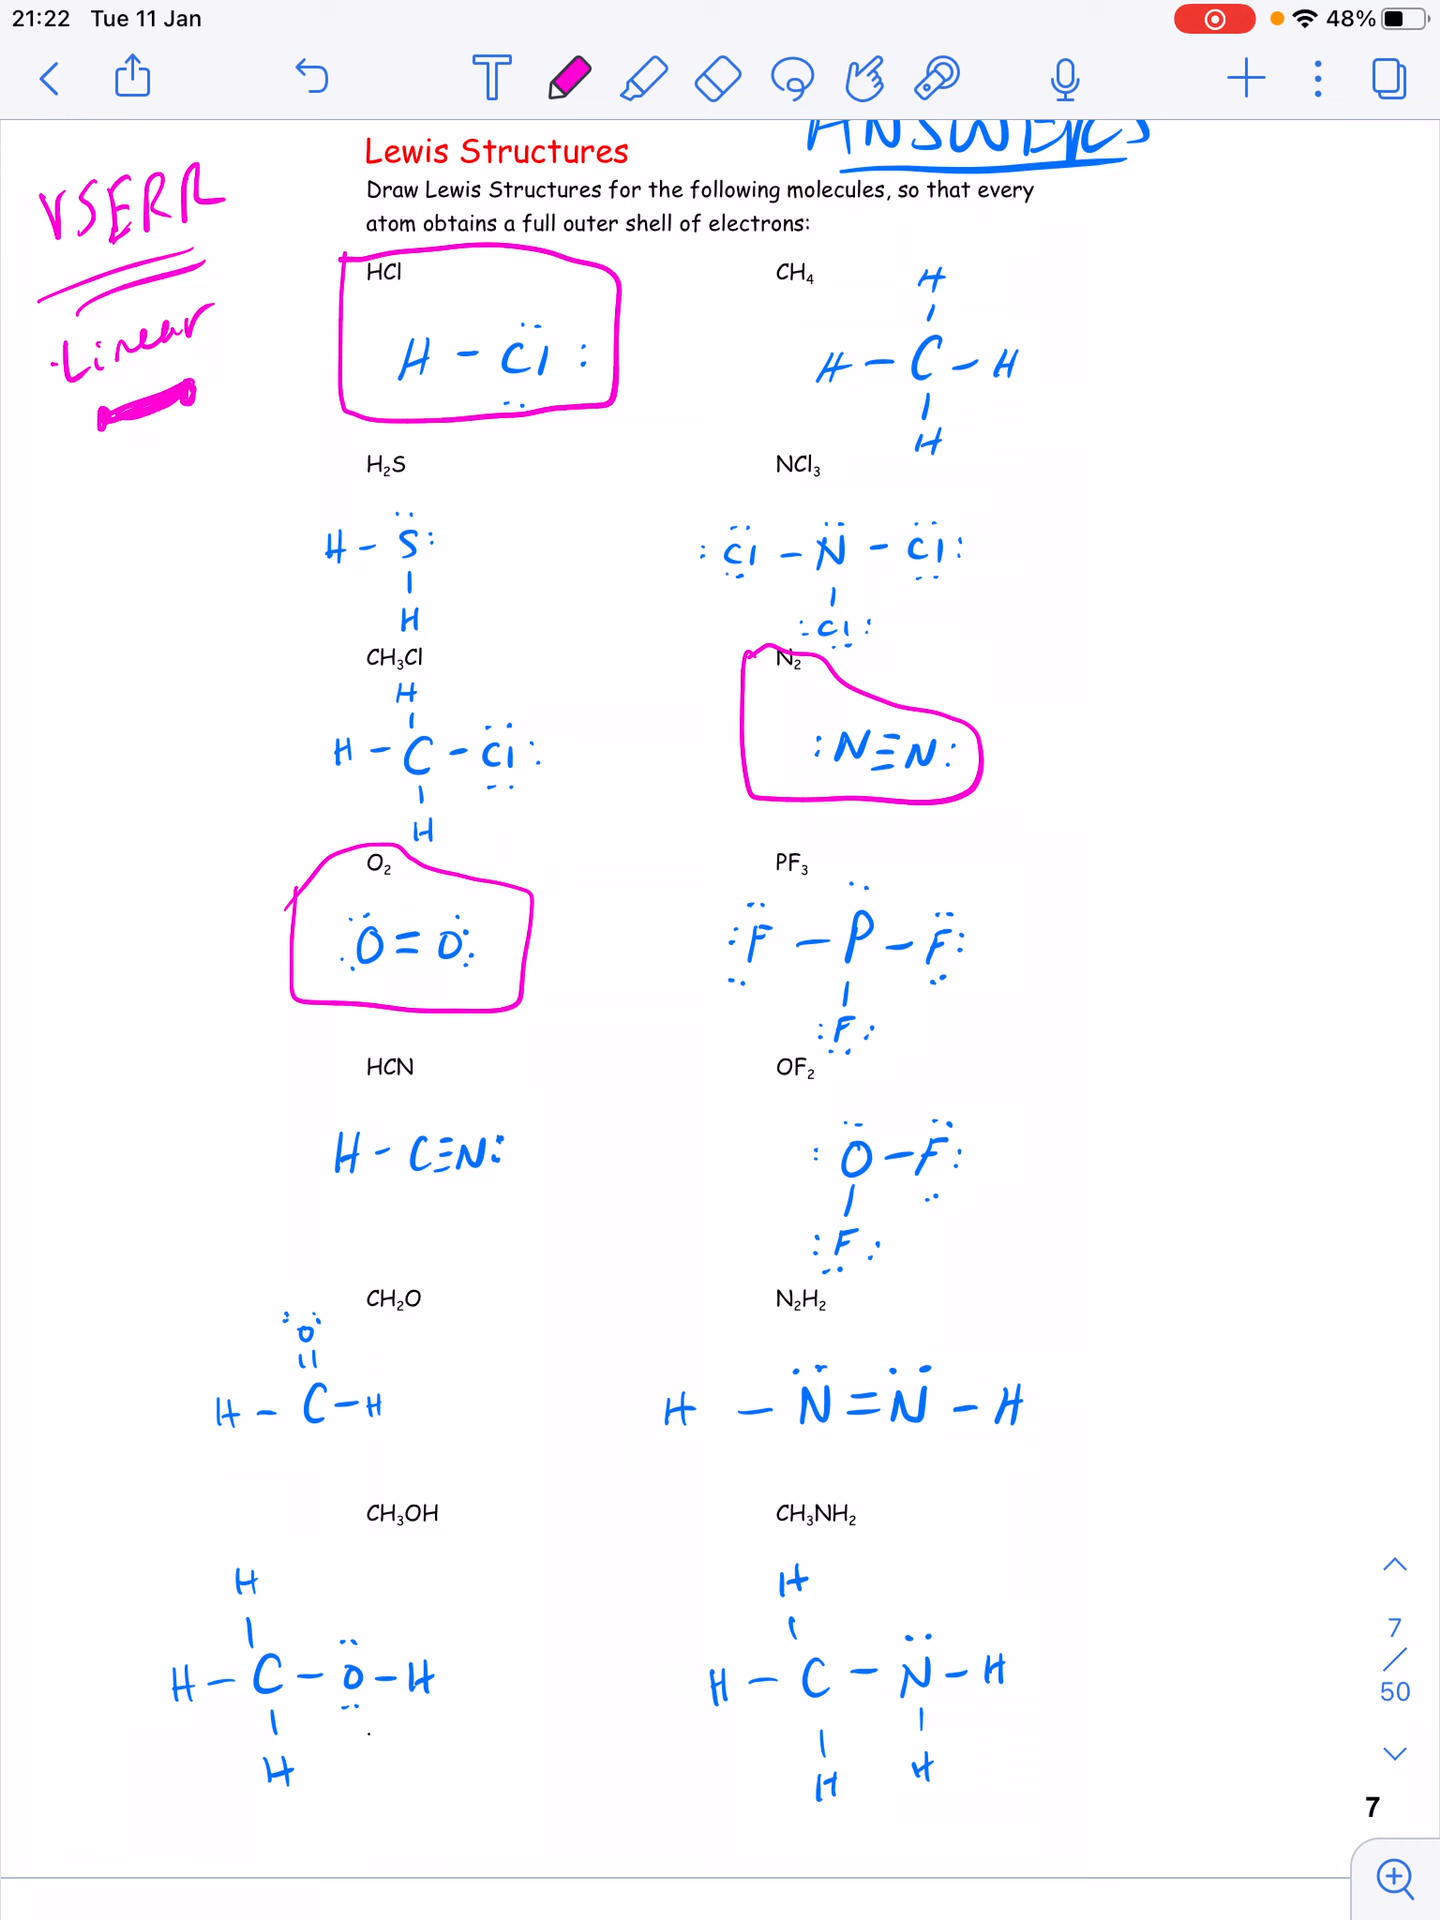 21:22 Tue 11 Jan
48%
ANSWERS
Lewis Structures
Draw Lewis Structures for the following molecules, so that every
atom obtains a full outer shell of electrons:
VSERR
·Linear
HCl
H - Cl :
CH₄
H
H - C - H
H
H₂S
H - S :
H
NCl₃
: Cl - N - Cl :
: Cl :
CH₃Cl
H
H - C - Cl :
H
N₂
: N ≡ N :
O₂
O = O
PF₃
: F - P - F :
: F :
HCN
H - C ≡ N :
OF₂
: O - F :
: F :
CH₂O
O
||
H - C - H
N₂H₂
H - N = N - H
CH₃OH
H
H - C - O - H
H
CH₃NH₂
H
H - C - N - H
H H
7
/
50
7